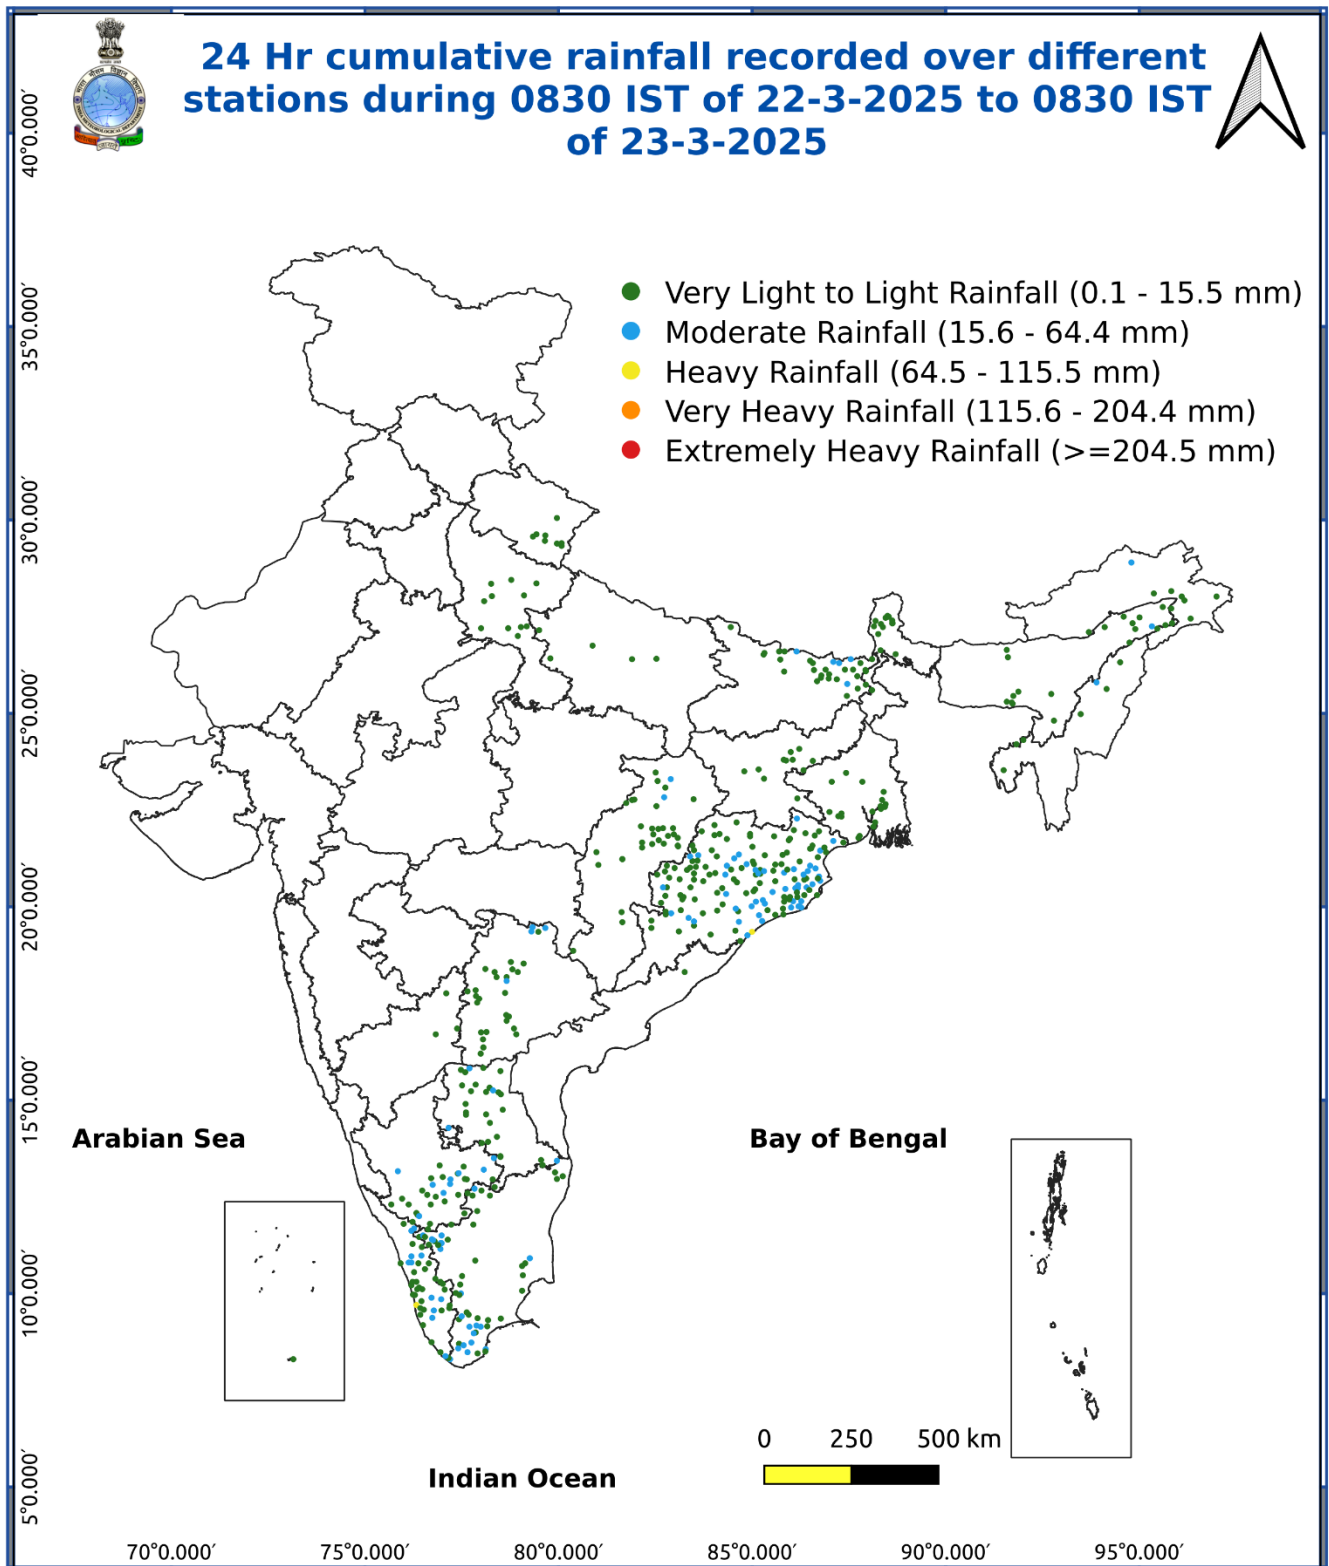 24 Hr cumulative rainfall recorded over different
stations during 0830 IST of 22-3-2025 to 0830 IST
of 23-3-2025
Very Light to Light Rainfall (0.1 - 15.5 mm)
Moderate Rainfall (15.6 - 64.4 mm)
Heavy Rainfall (64.5 - 115.5 mm)
Very Heavy Rainfall (115.6 - 204.4 mm)
Extremely Heavy Rainfall (>=204.5 mm)
40°0.000′
35°0.000′
30°0.000′
25°0.000′
20°0.000′
15°0.000′
10°0.000′
5°0.000′
Arabian Sea
Bay of Bengal
Indian Ocean
0 250 500 km
70°0.000′ 75°0.000′ 80°0.000′ 85°0.000′ 90°0.000′ 95°0.000′